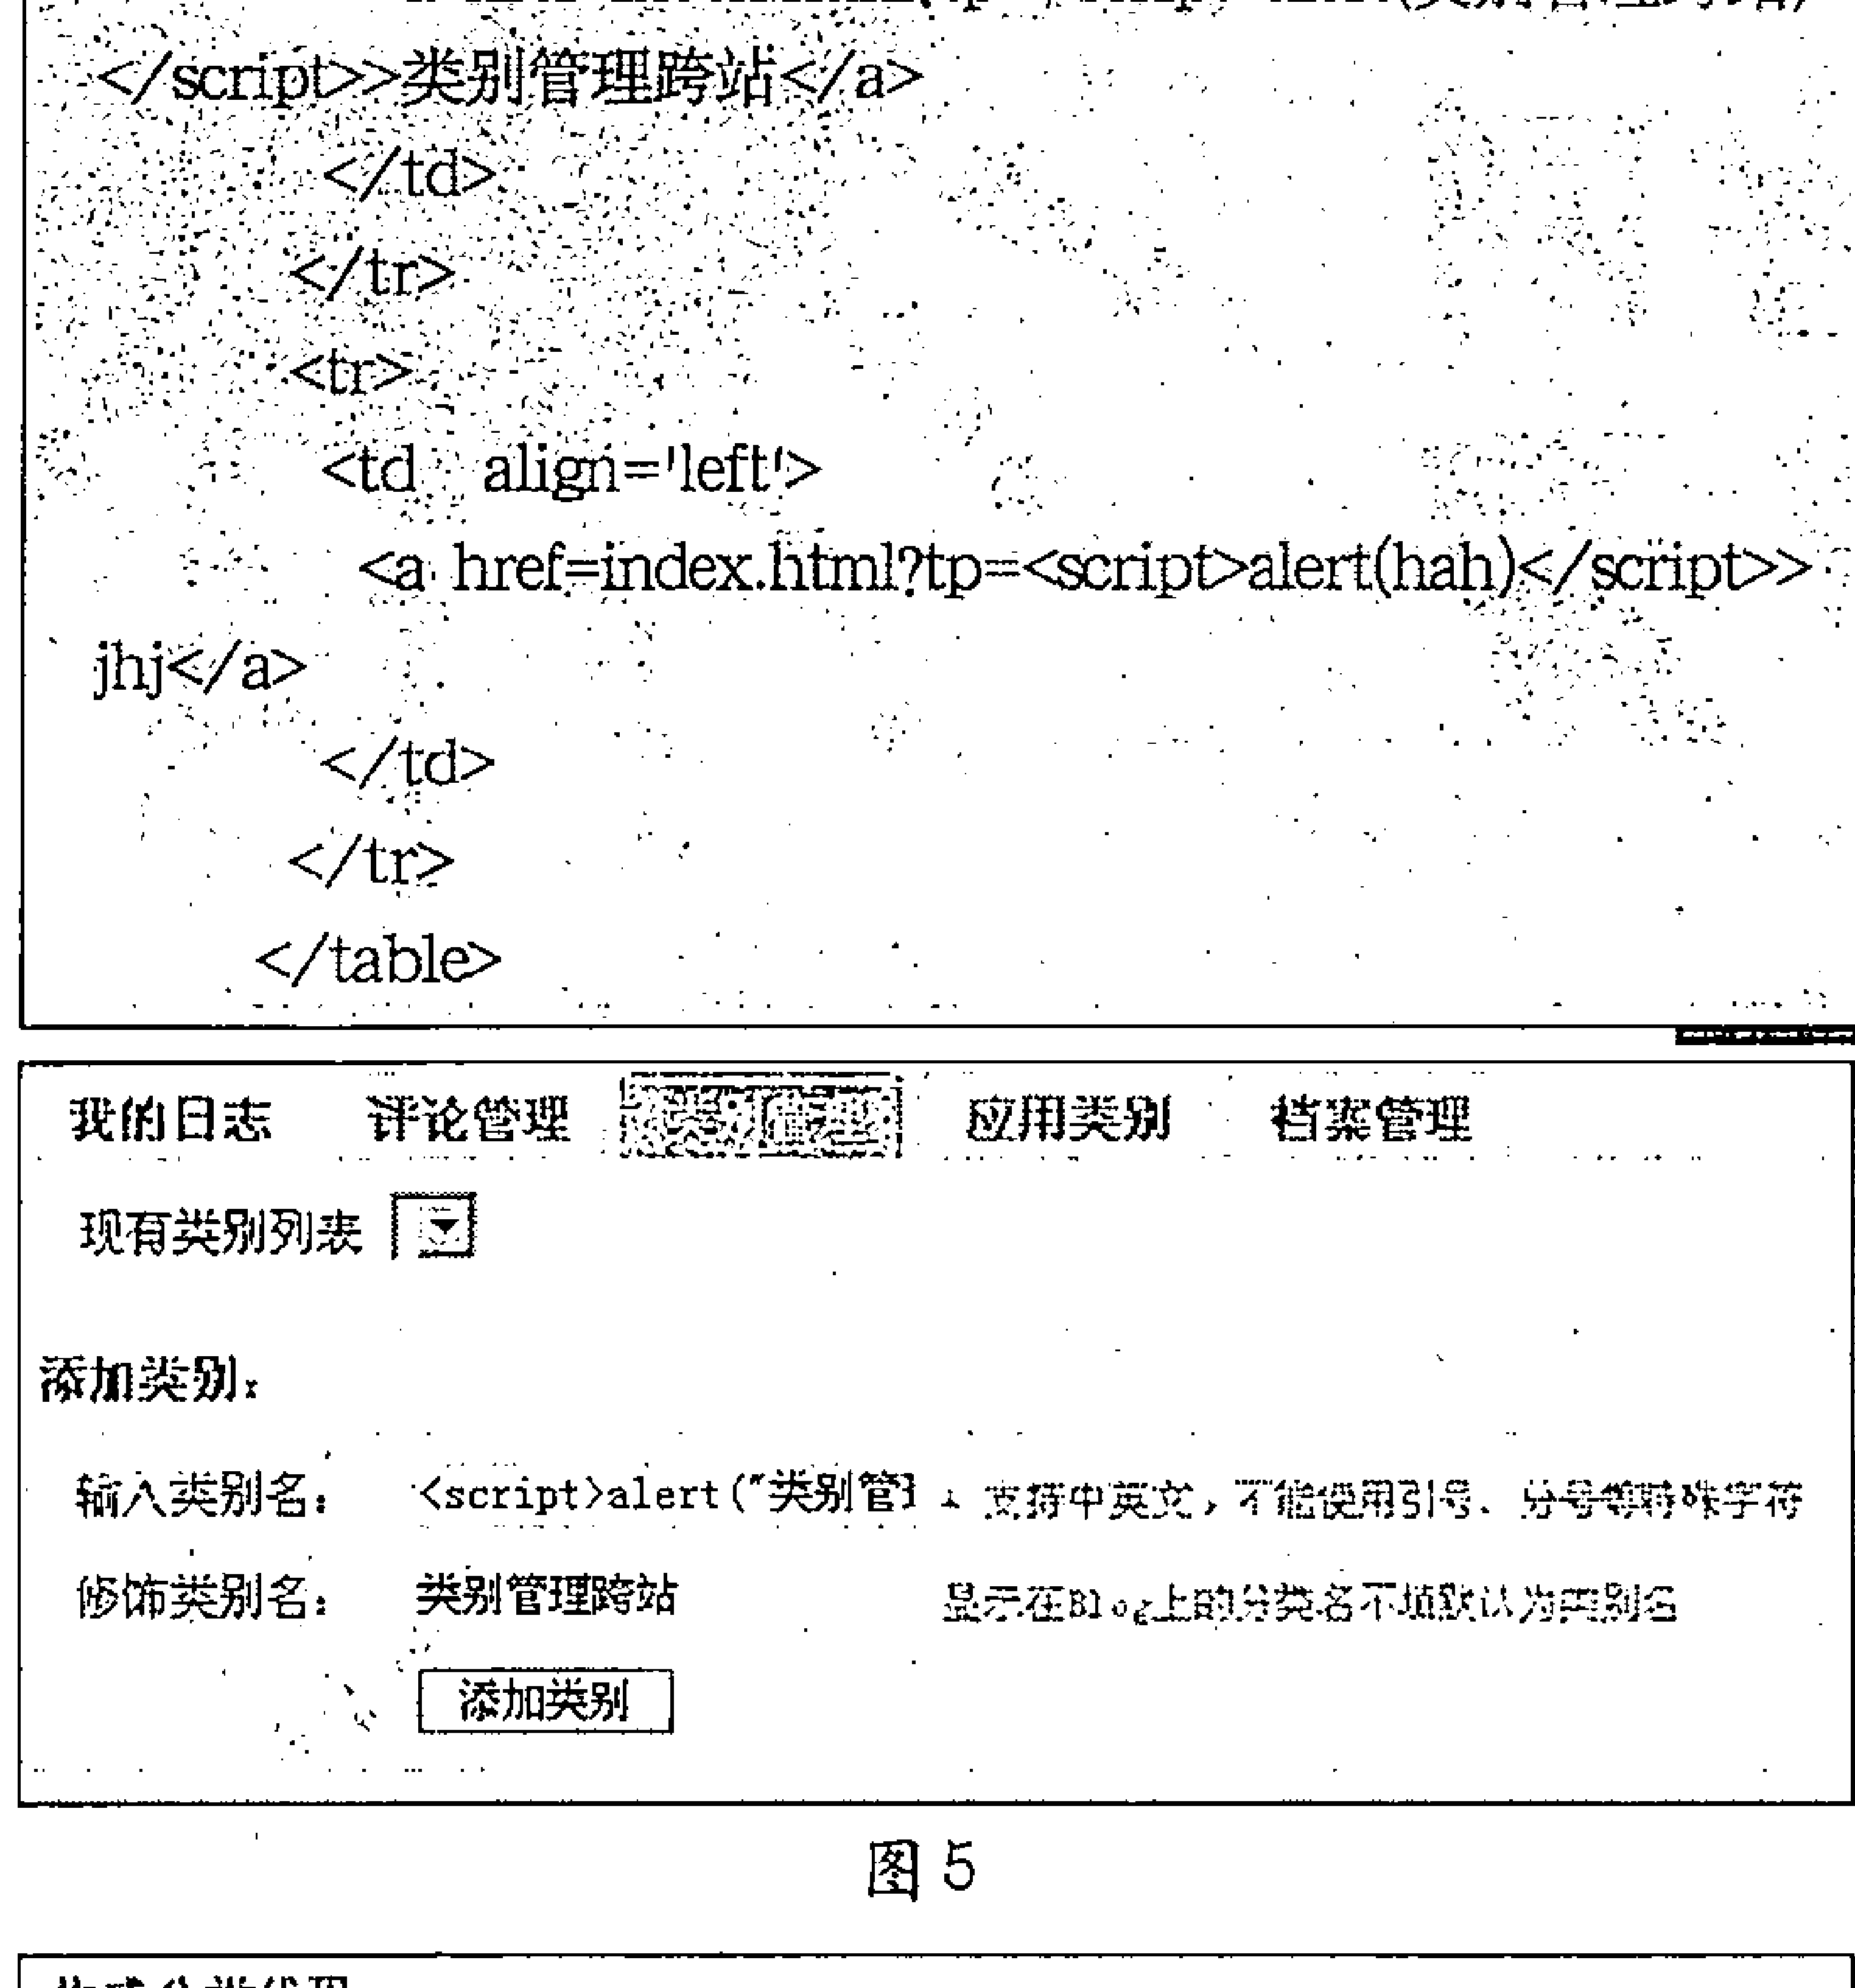 </script>>类别管理跨站</a>
</td>
</tr>
<tr>
<td align='left'>
<a href=index.html?tp=<script>alert(hah)</script>>
jhj</a>
</td>
</tr>
</table>
我的日志 评论管理 类别管理 应用类别 档案管理
现有类别列表
添加类别:
输入类别名: <script>alert("类别管 支持中英文,不能使用引号、分号等特殊字符
修饰类别名: 类别管理跨站 显示在Blog上的分类名不填默认为类别名
添加类别
图 5